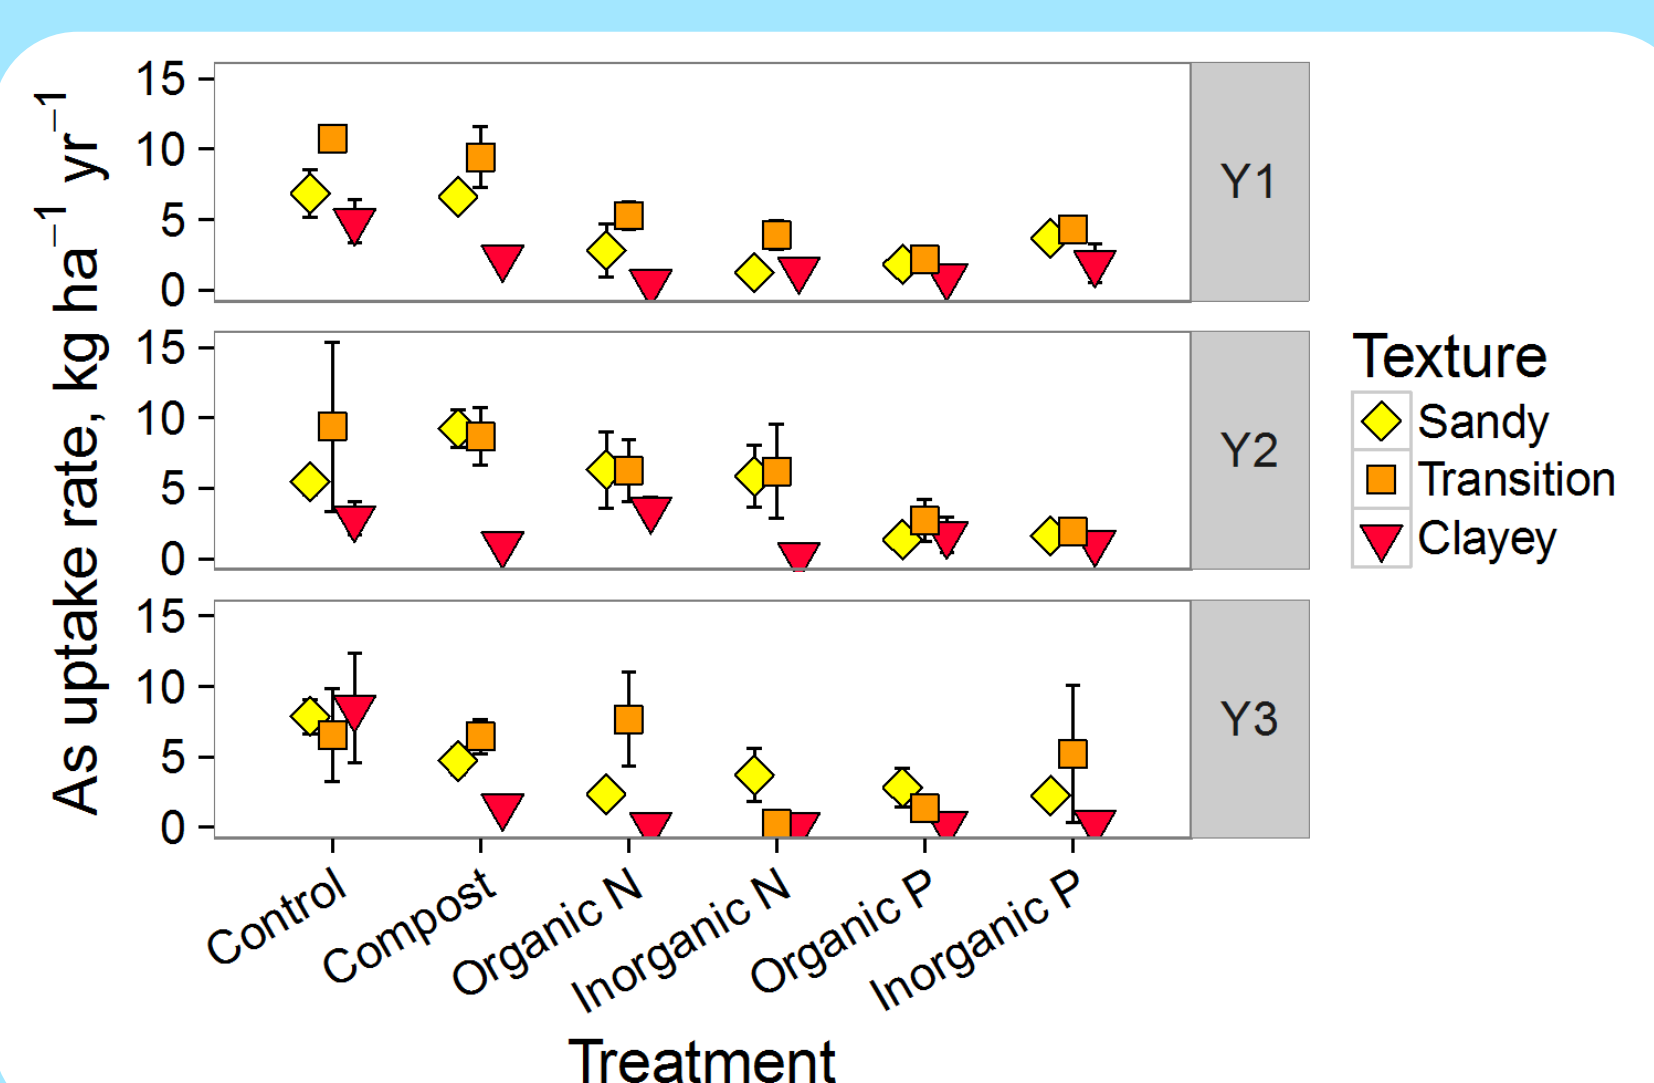 As uptake rate, kg ha⁻¹ yr⁻¹
15
10
5
0
Y1
15
10
5
0
Y2
15
10
5
0
Y3
Control
Compost
Organic N
Inorganic N
Organic P
Inorganic P
Treatment
Texture
Sandy
Transition
Clayey